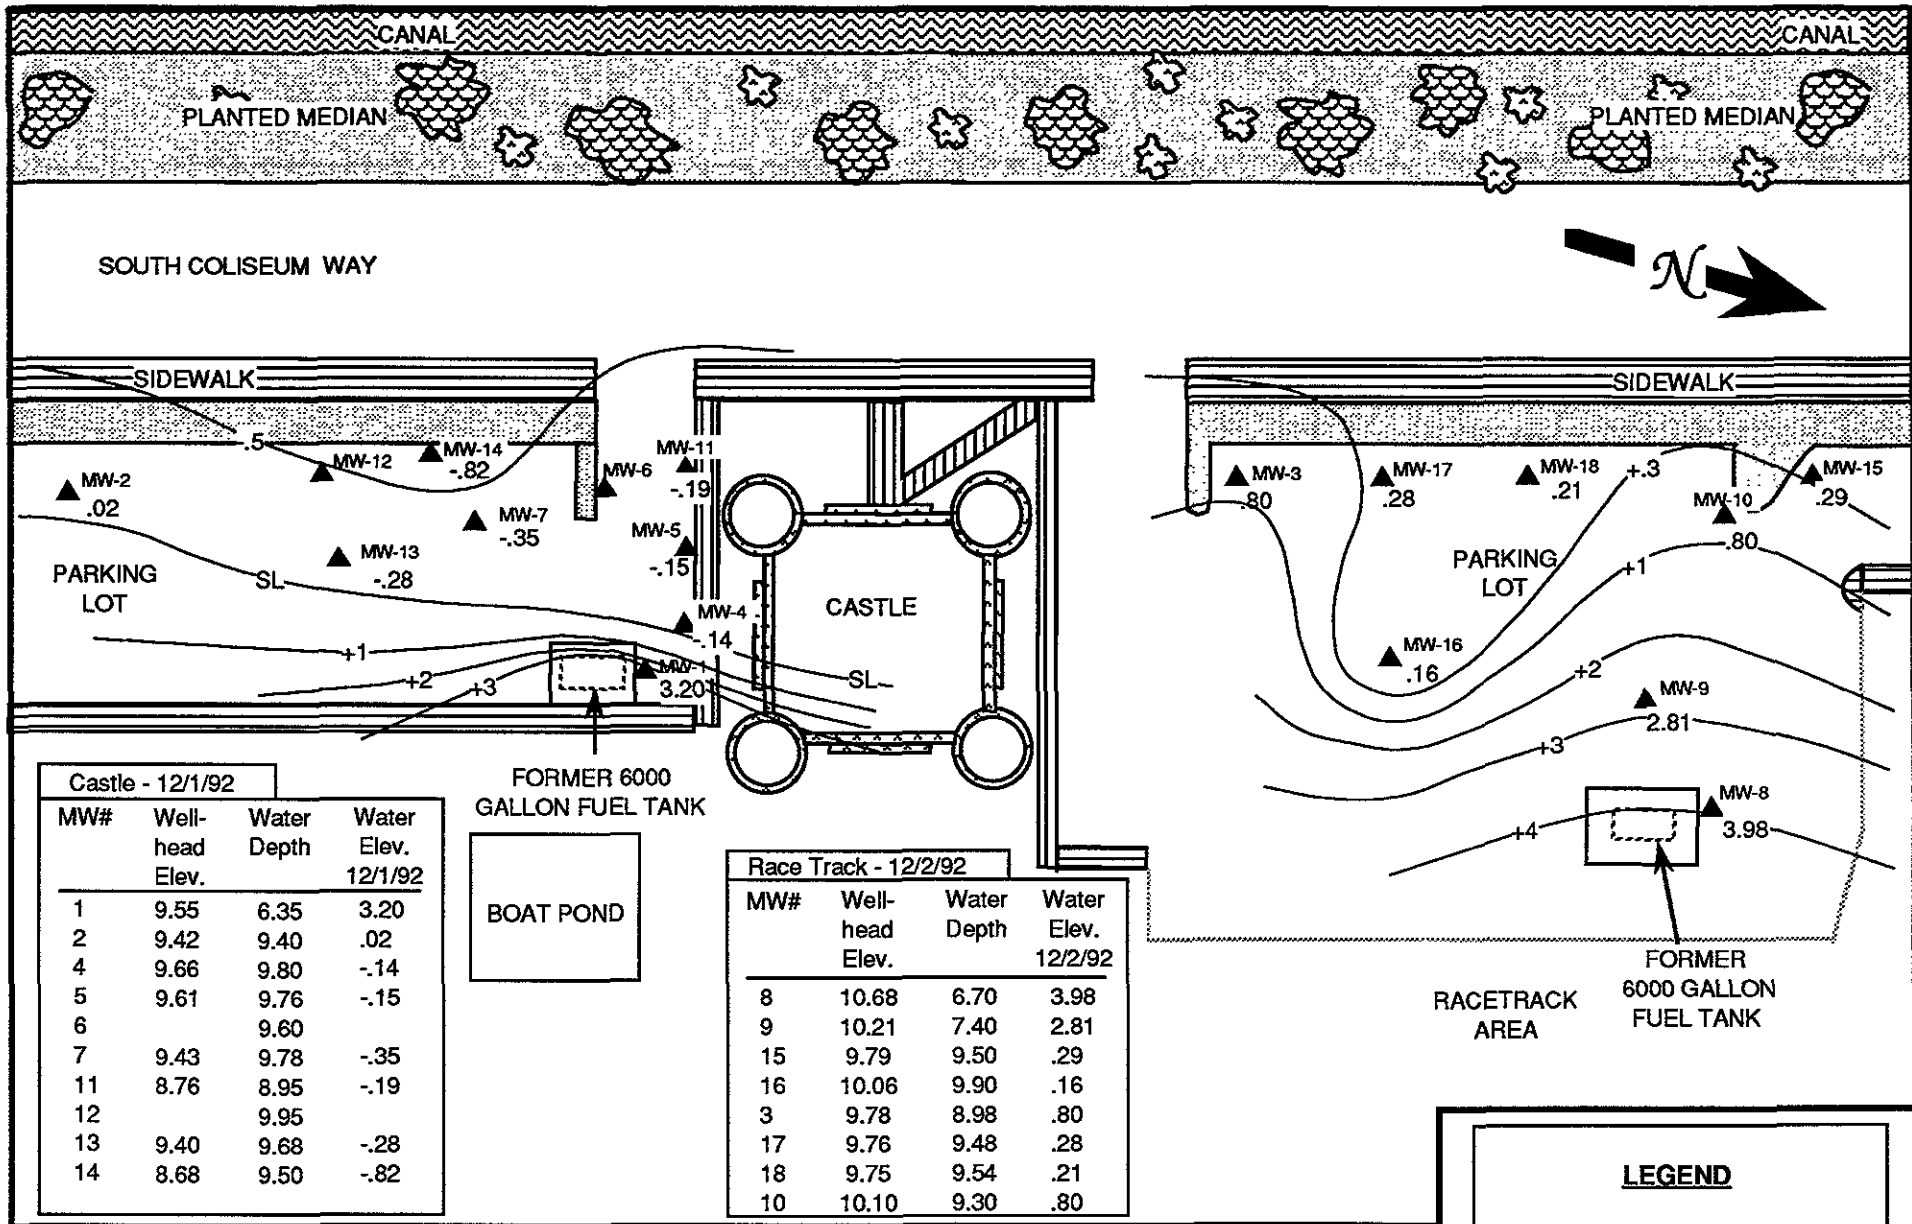 CANAL
CANAL
PLANTED MEDIAN
PLANTED MEDIAN
SOUTH COLISEUM WAY
N
SIDEWALK
SIDEWALK
.5
MW-2
.02
MW-12
MW-14
-.82
MW-7
-.35
MW-13
-.28
MW-6
MW-11
-.19
MW-5
-.15
MW-4
-.14
MW-1
3.20
PARKING
LOT
SL
SL
+1
+2
+3
CASTLE
MW-3
.80
MW-17
.28
MW-18
.21
+.3
MW-15
.29
MW-10
.80
PARKING
LOT
+1
MW-16
.16
+2
MW-9
2.81
+3
MW-8
3.98
+4
FORMER 6000
GALLON FUEL TANK
BOAT POND
FORMER
6000 GALLON
FUEL TANK
RACETRACK
AREA
Castle - 12/1/92
MW# Well- Water Water
head Depth Elev.
Elev. 12/1/92
1 9.55 6.35 3.20
2 9.42 9.40 .02
4 9.66 9.80 -.14
5 9.61 9.76 -.15
6 9.60
7 9.43 9.78 -.35
11 8.76 8.95 -.19
12 9.95
13 9.40 9.68 -.28
14 8.68 9.50 -.82
Race Track - 12/2/92
MW# Well- Water Water
head Depth Elev.
Elev. 12/2/92
8 10.68 6.70 3.98
9 10.21 7.40 2.81
15 9.79 9.50 .29
16 10.06 9.90 .16
3 9.78 8.98 .80
17 9.76 9.48 .28
18 9.75 9.54 .21
10 10.10 9.30 .80
LEGEND